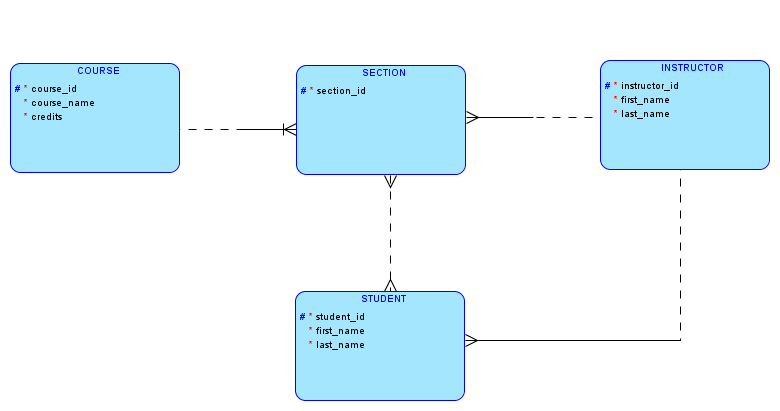 COURSE
# * course_id
* course_name
* credits
SECTION
# * section_id
INSTRUCTOR
# * instructor_id
* first_name
* last_name
STUDENT
# * student_id
* first_name
* last_name